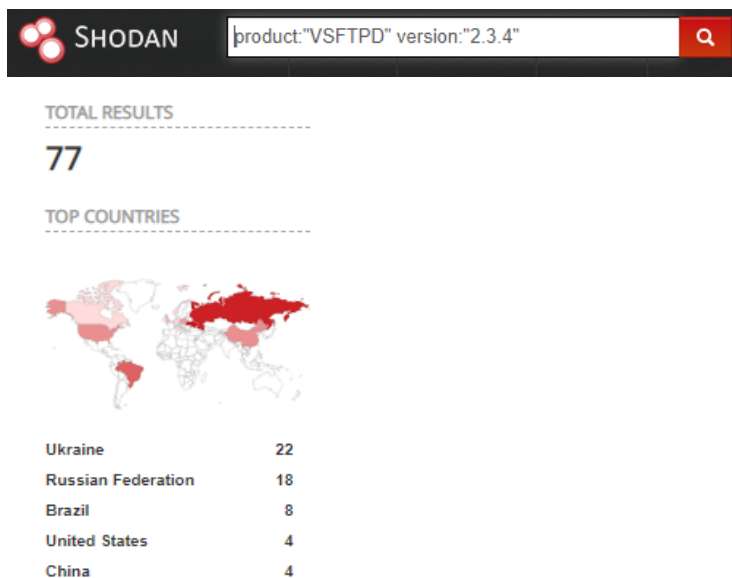 SHODAN
product:"VSFTPD" version:"2.3.4"
TOTAL RESULTS
77
TOP COUNTRIES
Ukraine 22
Russian Federation 18
Brazil 8
United States 4
China 4